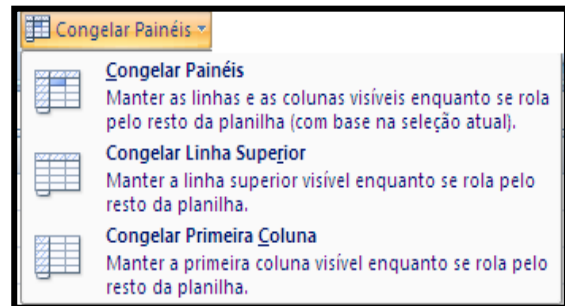 Congelar Painéis
Congelar Painéis
Manter as linhas e as colunas visíveis enquanto se rola
pelo resto da planilha (com base na seleção atual).
Congelar Linha Superior
Manter a linha superior visível enquanto se rola pelo
resto da planilha.
Congelar Primeira Coluna
Manter a primeira coluna visível enquanto se rola pelo
resto da planilha.